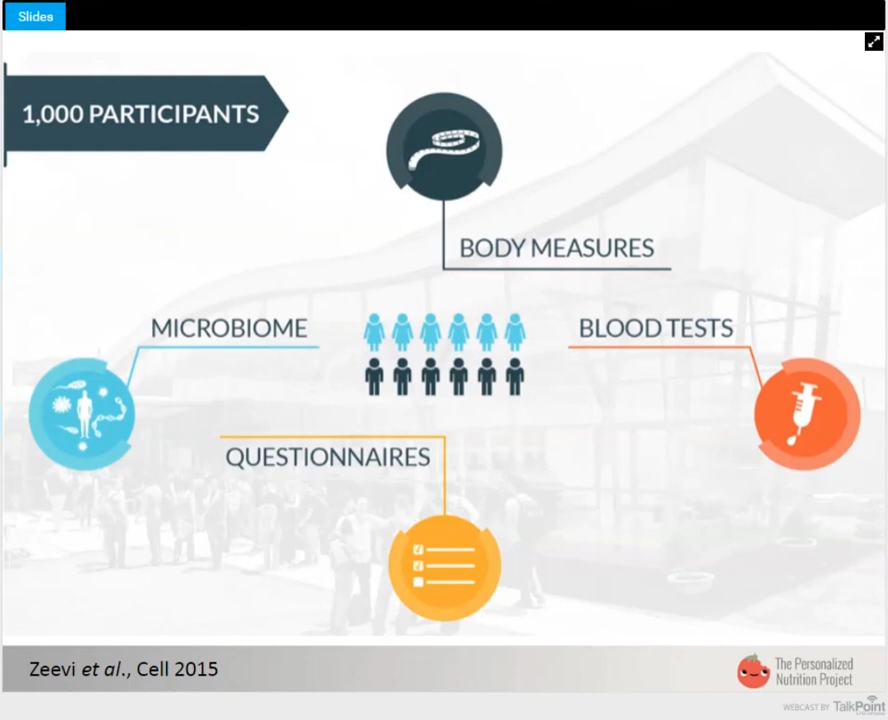 Slides
1,000 PARTICIPANTS
BODY MEASURES
MICROBIOME
BLOOD TESTS
QUESTIONNAIRES
Zeevi et al., Cell 2015
The Personalized
Nutrition Project
WEBCAST BY TalkPoint